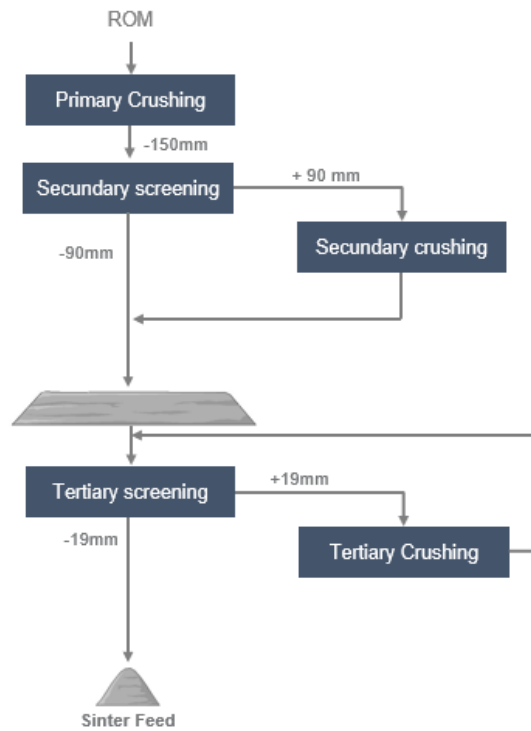 ROM
Primary Crushing
-150mm
Secundary screening
+ 90 mm
-90mm
Secundary crushing
Tertiary screening
+19mm
-19mm
Tertiary Crushing
Sinter Feed